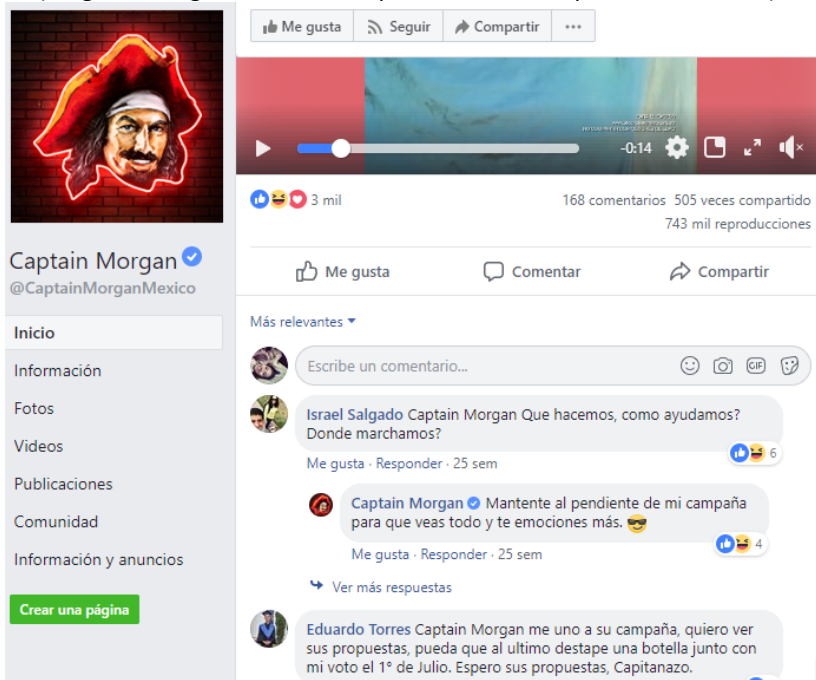 Me gusta Seguir Compartir ...
-0:14
3 mil 168 comentarios 505 veces compartido
743 mil reproducciones
Captain Morgan
@CaptainMorganMexico
Inicio
Información
Fotos
Videos
Publicaciones
Comunidad
Información y anuncios
Crear una página
Me gusta Comentar Compartir
Más relevantes
Escribe un comentario...
GIF
Israel Salgado Captain Morgan Que hacemos, como ayudamos?
Donde marchamos?
6
Me gusta · Responder · 25 sem
Captain Morgan Mantente al pendiente de mi campaña
para que veas todo y te emociones más.
4
Me gusta · Responder · 25 sem
Ver más respuestas
Eduardo Torres Captain Morgan me uno a su campaña, quiero ver
sus propuestas, pueda que al ultimo destape una botella junto con
mi voto el 1° de Julio. Espero sus propuestas, Capitanazo.